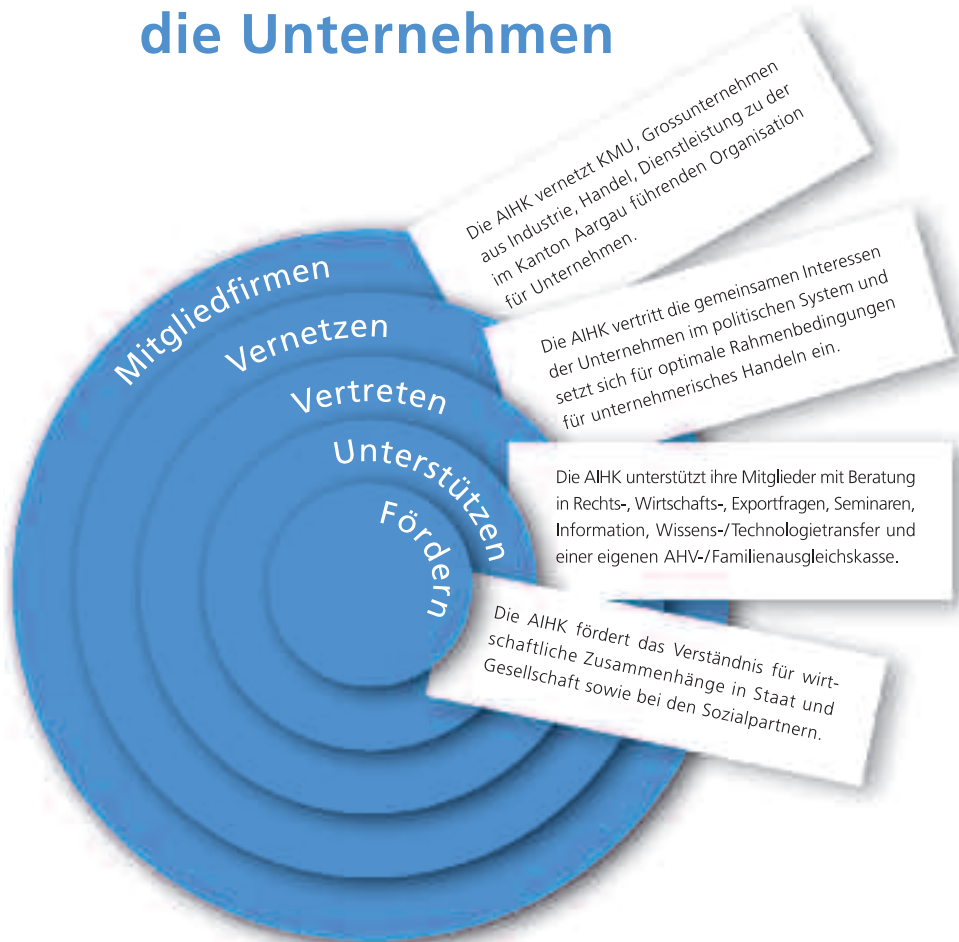 die Unternehmen
Die AIHK vernetzt KMU, Grossunternehmen
aus Industrie, Handel, Dienstleistung zu der
im Kanton Aargau führenden Organisation
für Unternehmen.
Die AIHK vertritt die gemeinsamen Interessen
der Unternehmen im politischen System und
setzt sich für optimale Rahmenbedingungen
für unternehmerisches Handeln ein.
Die AIHK unterstützt ihre Mitglieder mit Beratung
in Rechts-, Wirtschafts-, Exportfragen, Seminaren,
Information, Wissens-/Technologietransfer und
einer eigenen AHV-/Familienausgleichskasse.
Die AIHK fördert das Verständnis für wirt-
schaftliche Zusammenhänge in Staat und
Gesellschaft sowie bei den Sozialpartnern.
Mitgliedfirmen
Vernetzen
Vertreten
Unterstützen
Fördern